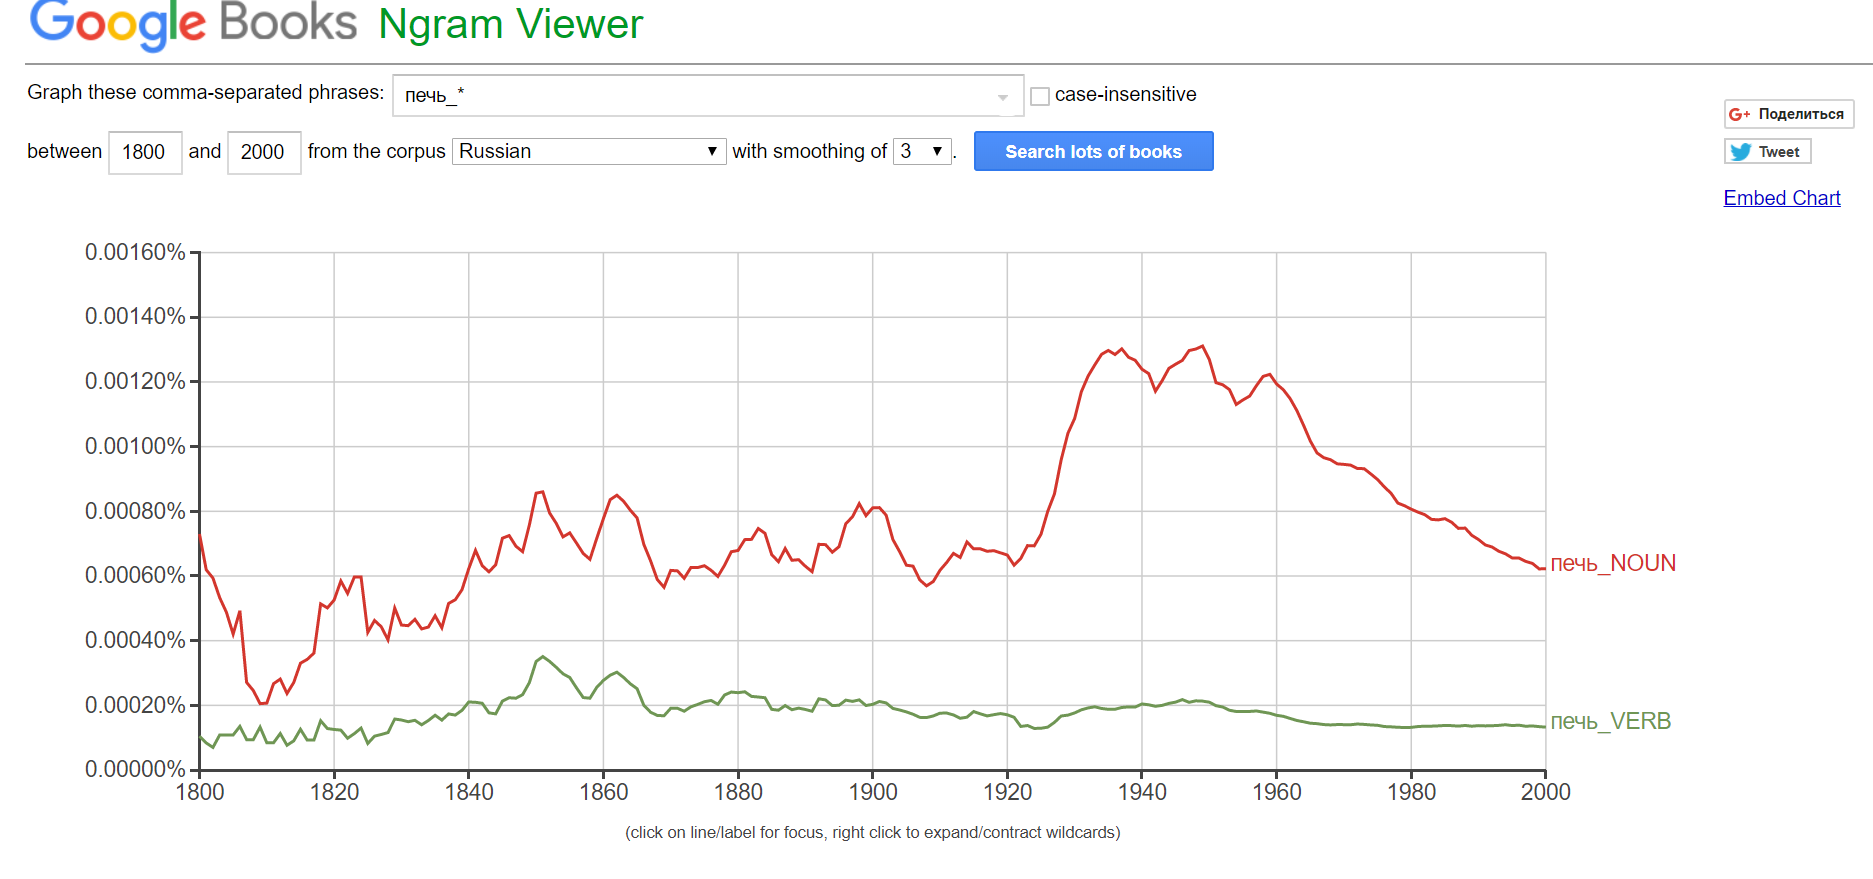 Google Books Ngram Viewer
Graph these comma-separated phrases: печь_* case-insensitive
between 1800 and 2000 from the corpus Russian with smoothing of 3 . Search lots of books
Поделиться
Tweet
Embed Chart
0.00160%
0.00140%
0.00120%
0.00100%
0.00080%
0.00060%
0.00040%
0.00020%
0.00000%
печь_NOUN
печь_VERB
1800 1820 1840 1860 1880 1900 1920 1940 1960 1980 2000
(click on line/label for focus, right click to expand/contract wildcards)